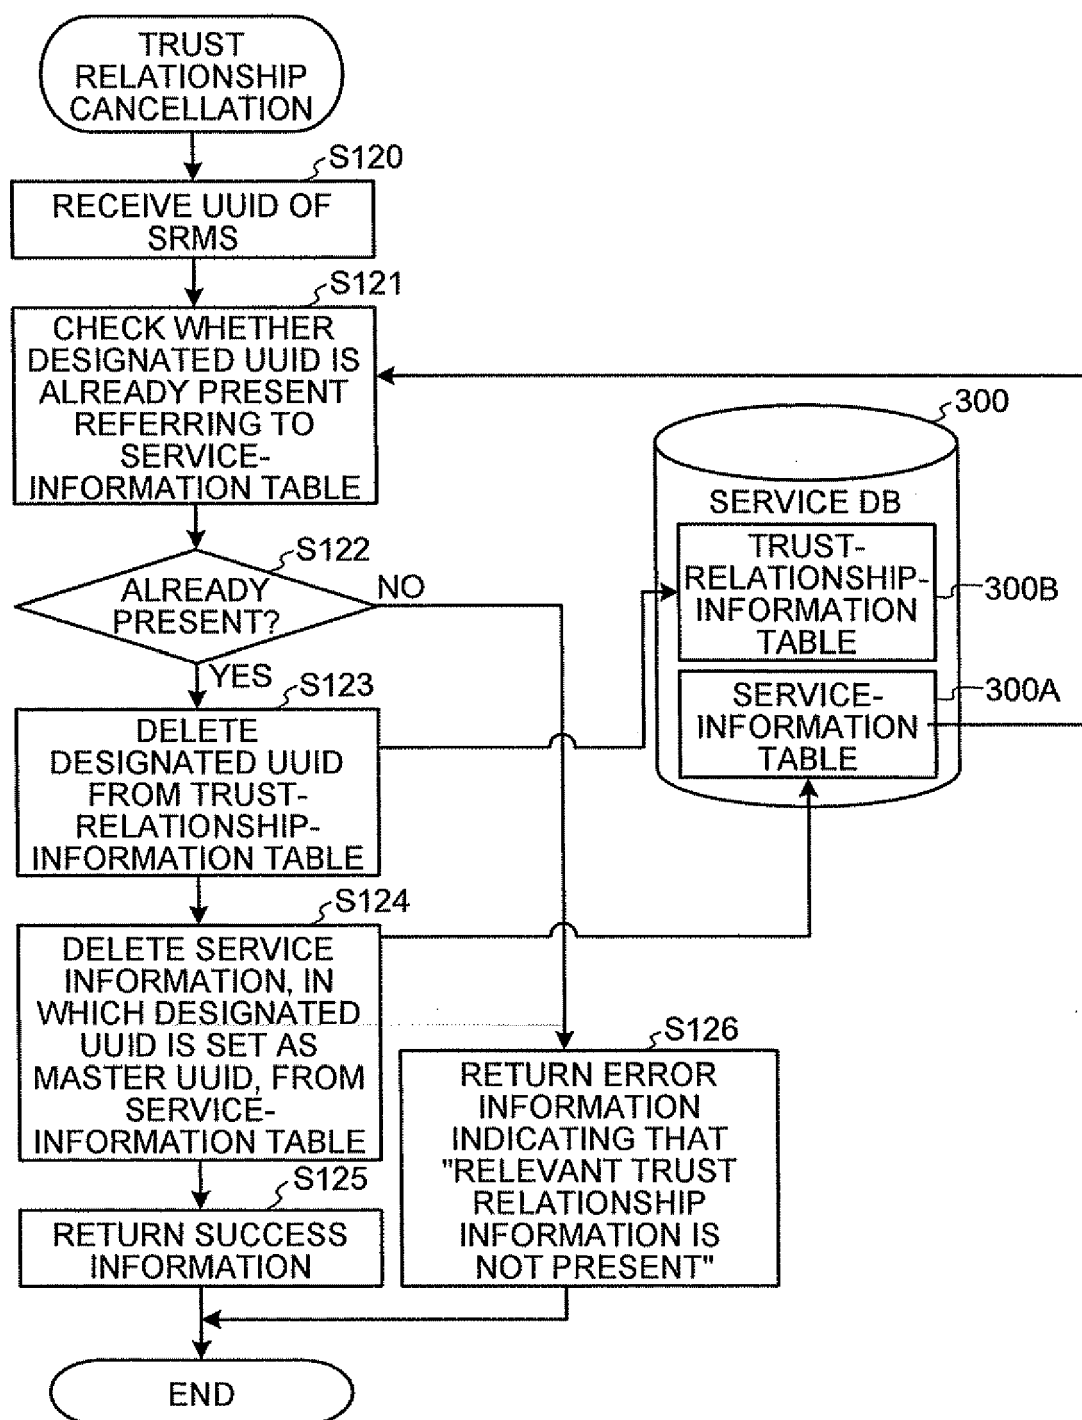 TRUST
RELATIONSHIP
CANCELLATION
S120
RECEIVE UUID OF
SRMS
S121
CHECK WHETHER
DESIGNATED UUID IS
ALREADY PRESENT
REFERRING TO
SERVICE-
INFORMATION TABLE
300
SERVICE DB
TRUST-
RELATIONSHIP-
INFORMATION
TABLE
300B
SERVICE-
INFORMATION
TABLE
300A
S122
ALREADY
PRESENT?
NO
YES
S123
DELETE
DESIGNATED UUID
FROM TRUST-
RELATIONSHIP-
INFORMATION TABLE
S124
DELETE SERVICE
INFORMATION, IN
WHICH DESIGNATED
UUID IS SET AS
MASTER UUID, FROM
SERVICE-
INFORMATION TABLE
S125
RETURN SUCCESS
INFORMATION
S126
RETURN ERROR
INFORMATION
INDICATING THAT
"RELEVANT TRUST
RELATIONSHIP
INFORMATION IS
NOT PRESENT"
END